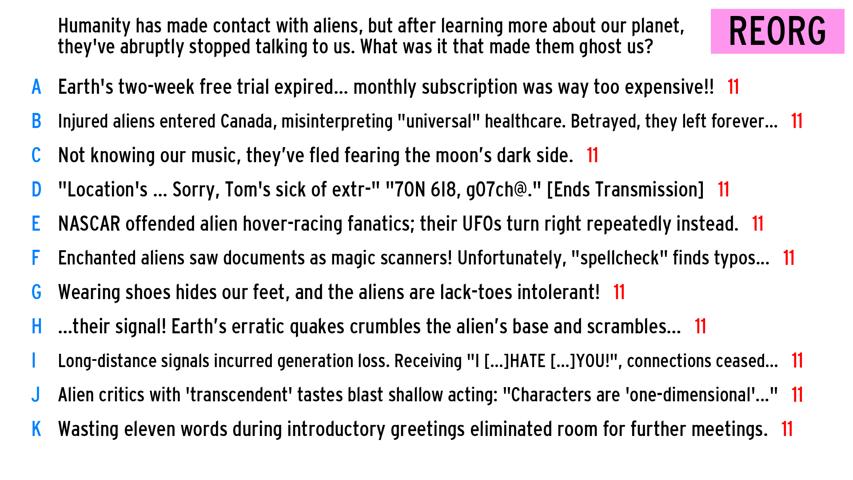 Humanity has made contact with aliens, but after learning more about our planet,
they've abruptly stopped talking to us. What was it that made them ghost us?
REORG
A Earth's two-week free trial expired... monthly subscription was way too expensive!! 11
B Injured aliens entered Canada, misinterpreting "universal" healthcare. Betrayed, they left forever... 11
C Not knowing our music, they’ve fled fearing the moon’s dark side. 11
D "Location's ... Sorry, Tom's sick of extr-" "70N 6I8, g07ch@." [Ends Transmission] 11
E NASCAR offended alien hover-racing fanatics; their UFOs turn right repeatedly instead. 11
F Enchanted aliens saw documents as magic scanners! Unfortunately, "spellcheck" finds typos... 11
G Wearing shoes hides our feet, and the aliens are lack-toes intolerant! 11
H ...their signal! Earth’s erratic quakes crumbles the alien’s base and scrambles... 11
I Long-distance signals incurred generation loss. Receiving "I [...]HATE [...]YOU!", connections ceased... 11
J Alien critics with 'transcendent' tastes blast shallow acting: "Characters are 'one-dimensional'..." 11
K Wasting eleven words during introductory greetings eliminated room for further meetings. 11